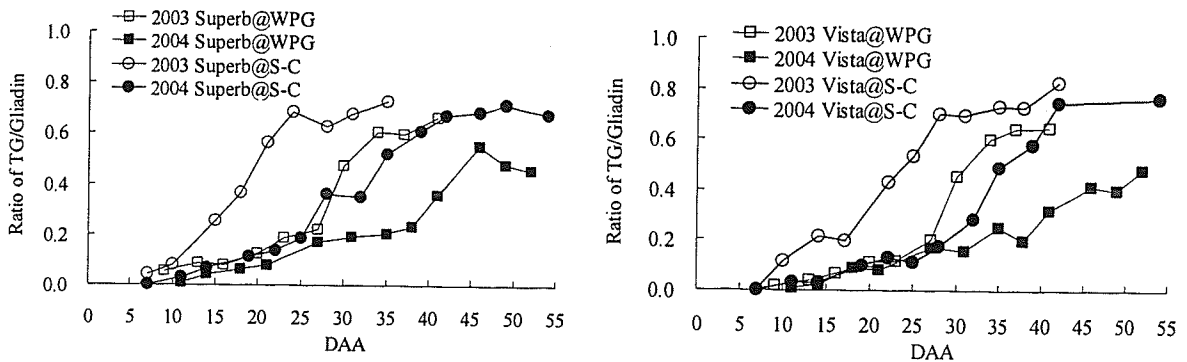 2003 Superb@WPG
2004 Superb@WPG
2003 Superb@S-C
2004 Superb@S-C
Ratio of TG/Gliadin
1.0
0.8
0.6
0.4
0.2
0.0
0 5 10 15 20 25 30 35 40 45 50 55
DAA
2003 Vista@WPG
2004 Vista@WPG
2003 Vista@S-C
2004 Vista@S-C
Ratio of TG/Gliadin
1.0
0.8
0.6
0.4
0.2
0.0
0 5 10 15 20 25 30 35 40 45 50 55
DAA